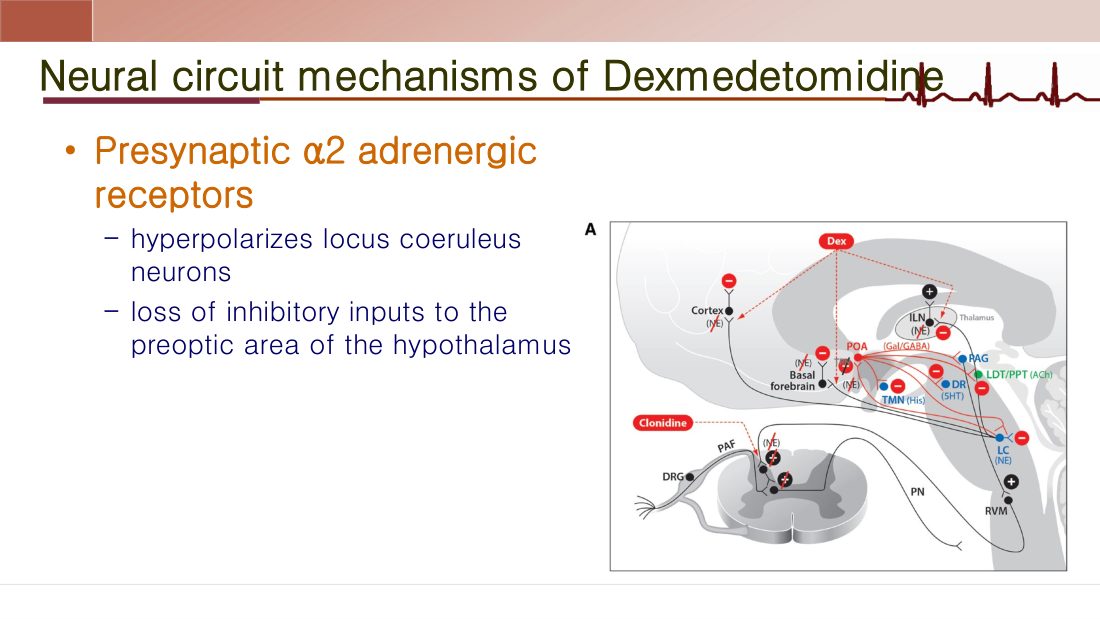 Neural circuit mechanisms of Dexmedetomidine
• Presynaptic α2 adrenergic
receptors
– hyperpolarizes locus coeruleus
neurons
– loss of inhibitory inputs to the
preoptic area of the hypothalamus
A
Dex
Cortex
(NE)
ILN
(NE)
Thalamus
POA
(Gal/GABA)
(NE)
Basal
forebrain
(NE)
PAG
LDT/PPT (ACh)
DR
(5HT)
TMN (His)
LC
(NE)
Clonidine
(NE)
PAF
DRG
PN
RVM